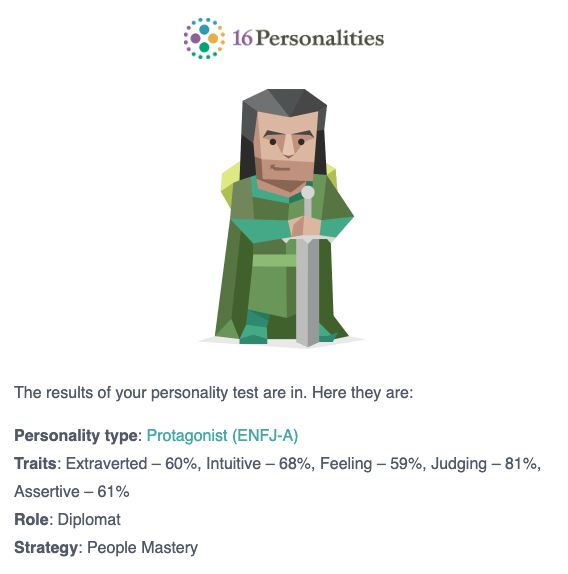 16Personalities
The results of your personality test are in. Here they are:
Personality type: Protagonist (ENFJ-A)
Traits: Extraverted – 60%, Intuitive – 68%, Feeling – 59%, Judging – 81%,
Assertive – 61%
Role: Diplomat
Strategy: People Mastery